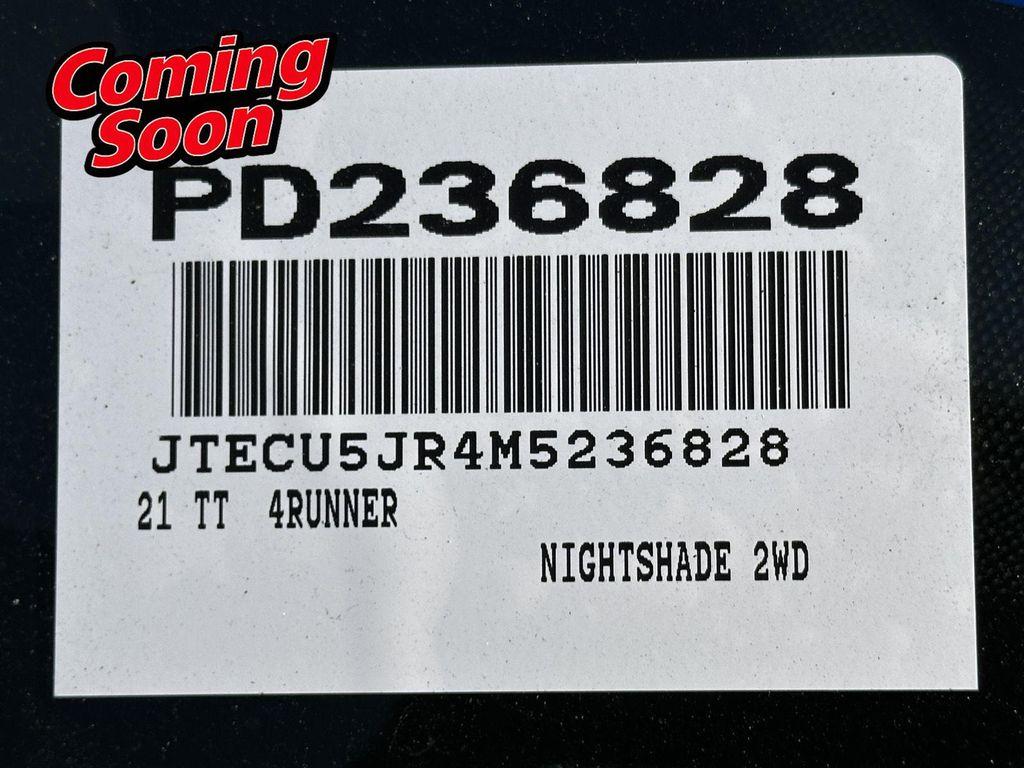 Coming
Soon
PD236828
JTECU5JR4M5236828
21 TT 4RUNNER
NIGHTSHADE 2WD